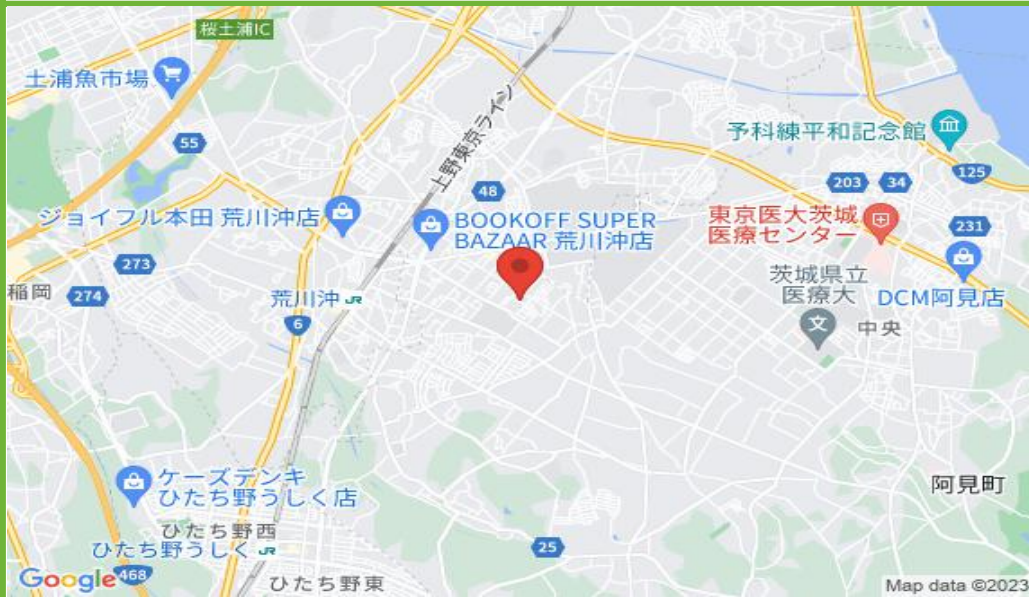 桜土浦IC
土浦魚市場
55
上野東京ライン
予科練平和記念館
125
203
34
48
ジョイフル本田 荒川沖店
BOOKOFF SUPER
BAZAAR 荒川沖店
東京医大茨城
医療センター
231
273
稲岡
274
荒川沖 JR
6
茨城県立
医療大
DCM阿見店
中央
ケーズデンキ
ひたち野うしく店
阿見町
ひたち野西
ひたち野うしく JR
25
Google
468
ひたち野東
Map data ©2023